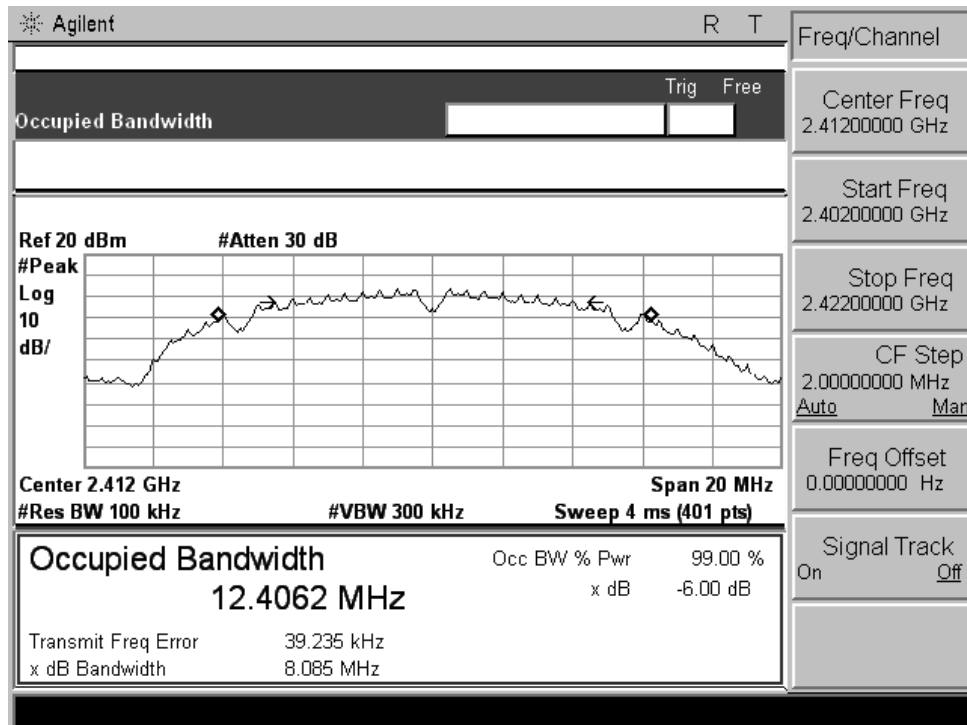 Agilent R T
Freq/Channel
Trig Free
Occupied Bandwidth
Center Freq
2.41200000 GHz
Start Freq
2.40200000 GHz
Stop Freq
2.42200000 GHz
CF Step
2.00000000 MHz
Auto Man
Freq Offset
0.00000000 Hz
Signal Track
On Off
Ref 20 dBm #Atten 30 dB
#Peak
Log
10
dB/
Center 2.412 GHz Span 20 MHz
#Res BW 100 kHz #VBW 300 kHz Sweep 4 ms (401 pts)
Occupied Bandwidth
12.4062 MHz
Occ BW % Pwr 99.00 %
x dB -6.00 dB
Transmit Freq Error 39.235 kHz
x dB Bandwidth 8.085 MHz